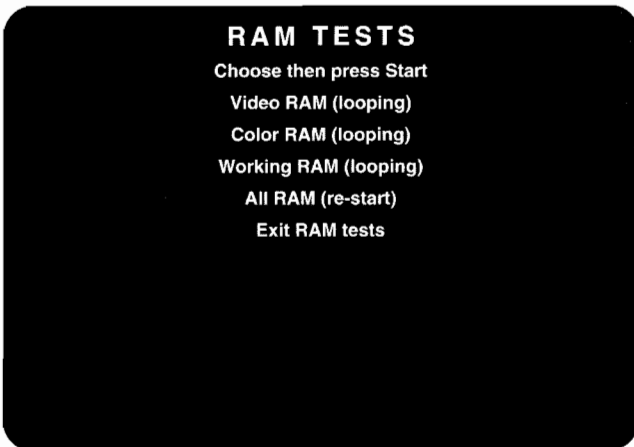 RAM TESTS
Choose then press Start
Video RAM (looping)
Color RAM (looping)
Working RAM (looping)
All RAM (re-start)
Exit RAM tests